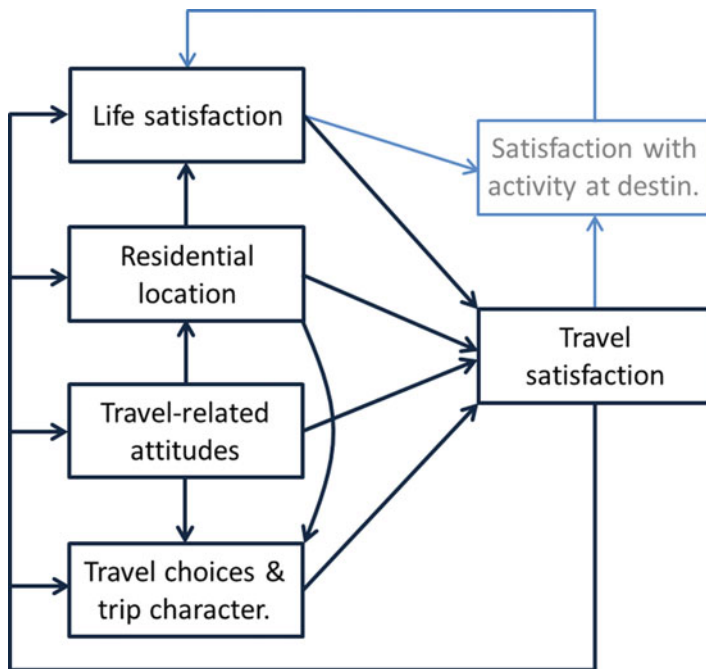 Life satisfaction
Satisfaction with
activity at destin.
Residential
location
Travel
satisfaction
Travel-related
attitudes
Travel choices &
trip character.